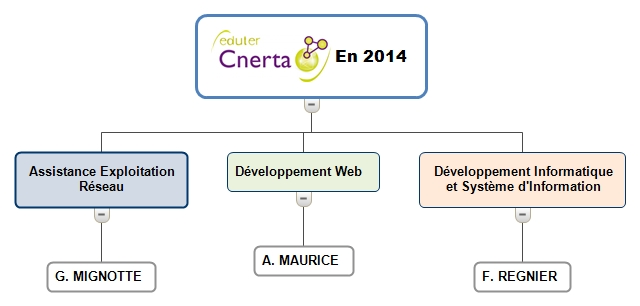 eduter
Cnerta
En 2014
Assistance Exploitation
Réseau
Développement Web
Développement Informatique
et Système d'Information
G. MIGNOTTE
A. MAURICE
F. REGNIER